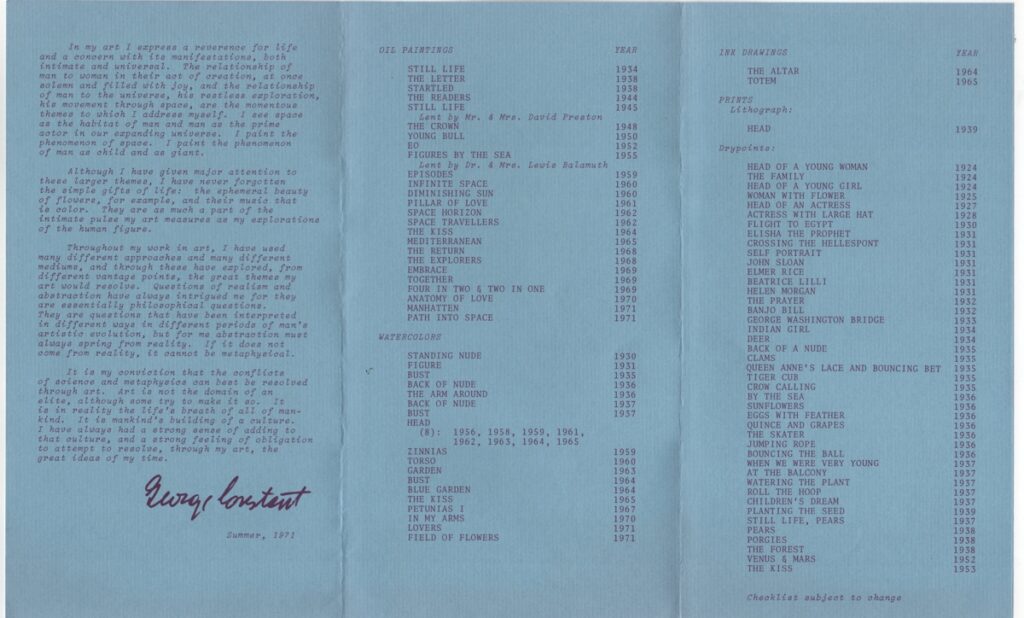 In my art I express a reverence for life
and a concern with its manifestations, both
intimate and universal. The relationship of
man to woman in their act of creation, at once
solemn and filled with joy, and the relationship
of man to the universe, his restless exploration,
his movement through space, are the momentous
themes to which I address myself. I see space
as the habitat of man and man as the prime
actor in our expanding universe. I paint the
phenomenon of space. I paint the phenomenon
of man as child and as giant.
Although I have given major attention to
these larger themes, I have never forgotten
the simple gifts of life: the ephemeral beauty
of flowers, for example, and their music that
is color. They are as much a part of the
intimate pulse my art measures as my explorations
of the human figure.
Throughout my work in art, I have used
many different approaches and many different
mediums, and through these have explored, from
different vantage points, the great themes my
art would resolve. Questions of realism and
abstraction have always intrigued me for they
are essentially philosophical questions.
They are questions that have been interpreted
in different ways in different periods of man's
artistic evolution, but for me abstraction must
always spring from reality. If it does not
come from reality, it cannot be metaphysical.
It is my conviction that the conflicts
of science and metaphysics can best be resolved
through art. Art is not the domain of an
elite, although some try to make it so. It
is in reality the life's breath of all of man-
kind. It is mankind's building of a culture.
I have always had a strong sense of adding to
that culture, and a strong feeling of obligation
to attempt to resolve, through my art, the
great ideas of my time.
George Constant
Summer, 1971
OIL PAINTINGS YEAR
STILL LIFE 1934
THE LETTER 1938
STARTLED 1938
THE READERS 1944
STILL LIFE 1945
Lent by Mr. & Mrs. David Preston
THE CROWN 1948
YOUNG BULL 1950
EO 1952
FIGURES BY THE SEA 1955
Lent by Dr. & Mrs. Lewis Balamuth
EPISODES 1959
INFINITE SPACE 1960
DIMINISHING SUN 1960
PILLAR OF LOVE 1961
SPACE HORIZON 1962
SPACE TRAVELLERS 1962
THE KISS 1964
MEDITERRANEAN 1965
THE RETURN 1968
THE EXPLORERS 1968
EMBRACE 1969
TOGETHER 1969
FOUR IN TWO & TWO IN ONE 1969
ANATOMY OF LOVE 1970
MANHATTEN 1971
PATH INTO SPACE 1971
WATERCOLORS
STANDING NUDE 1930
FIGURE 1931
BUST 1935
BACK OF NUDE 1936
THE ARM AROUND 1936
BACK OF NUDE 1937
BUST 1937
HEAD
(8): 1956, 1958, 1959, 1961,
1962, 1963, 1964, 1965
ZINNIAS 1959
TORSO 1960
GARDEN 1963
BUST 1964
BLUE GARDEN 1964
THE KISS 1965
PETUNIAS I 1967
IN MY ARMS 1970
LOVERS 1971
FIELD OF FLOWERS 1971
INK DRAWINGS YEAR
THE ALTAR 1964
TOTEM 1965
PRINTS
Lithograph:
HEAD 1939
Drypoints:
HEAD OF A YOUNG WOMAN 1924
THE FAMILY 1924
HEAD OF A YOUNG GIRL 1924
WOMAN WITH FLOWER 1925
HEAD OF AN ACTRESS 1927
ACTRESS WITH LARGE HAT 1928
FLIGHT TO EGYPT 1930
ELISHA THE PROPHET 1931
CROSSING THE HELLESPONT 1931
SELF PORTRAIT 1931
JOHN SLOAN 1931
ELMER RICE 1931
BEATRICE LILLI 1931
HELEN MORGAN 1931
THE PRAYER 1932
BANJO BILL 1932
GEORGE WASHINGTON BRIDGE 1933
INDIAN GIRL 1934
DEER 1934
BACK OF A NUDE 1935
CLAMS 1935
QUEEN ANNE'S LACE AND BOUNCING BET 1935
TIGER CUB 1935
CROW CALLING 1936
BY THE SEA 1936
SUNFLOWERS 1936
EGGS WITH FEATHER 1936
QUINCE AND GRAPES 1936
THE SKATER 1936
JUMPING ROPE 1936
BOUNCING THE BALL 1936
WHEN WE WERE VERY YOUNG 1937
AT THE BALCONY 1937
WATERING THE PLANT 1937
ROLL THE HOOP 1937
CHILDREN'S DREAM 1937
PLANTING THE SEED 1939
STILL LIFE, PEARS 1937
PEARS 1938
PORGIES 1938
THE FOREST 1938
VENUS & MARS 1952
THE KISS 1953
Checklist subject to change